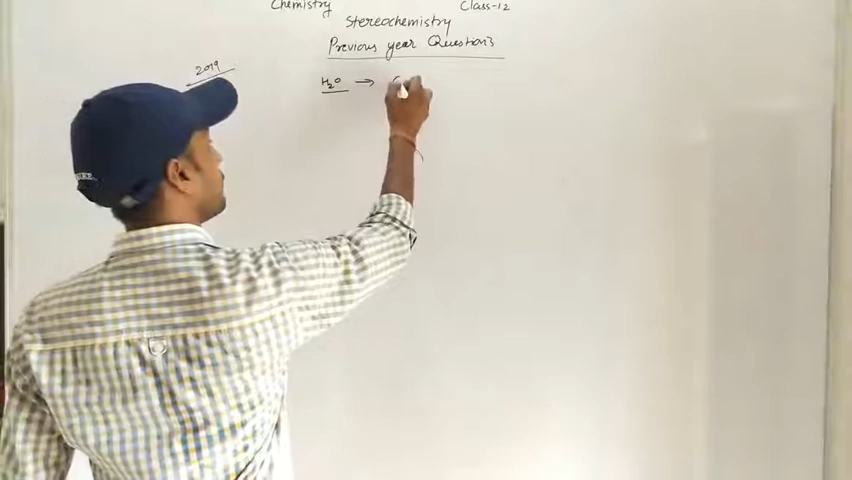 Chemistry Class-12
Stereochemistry
Previous year Questions
2019
H₂O →